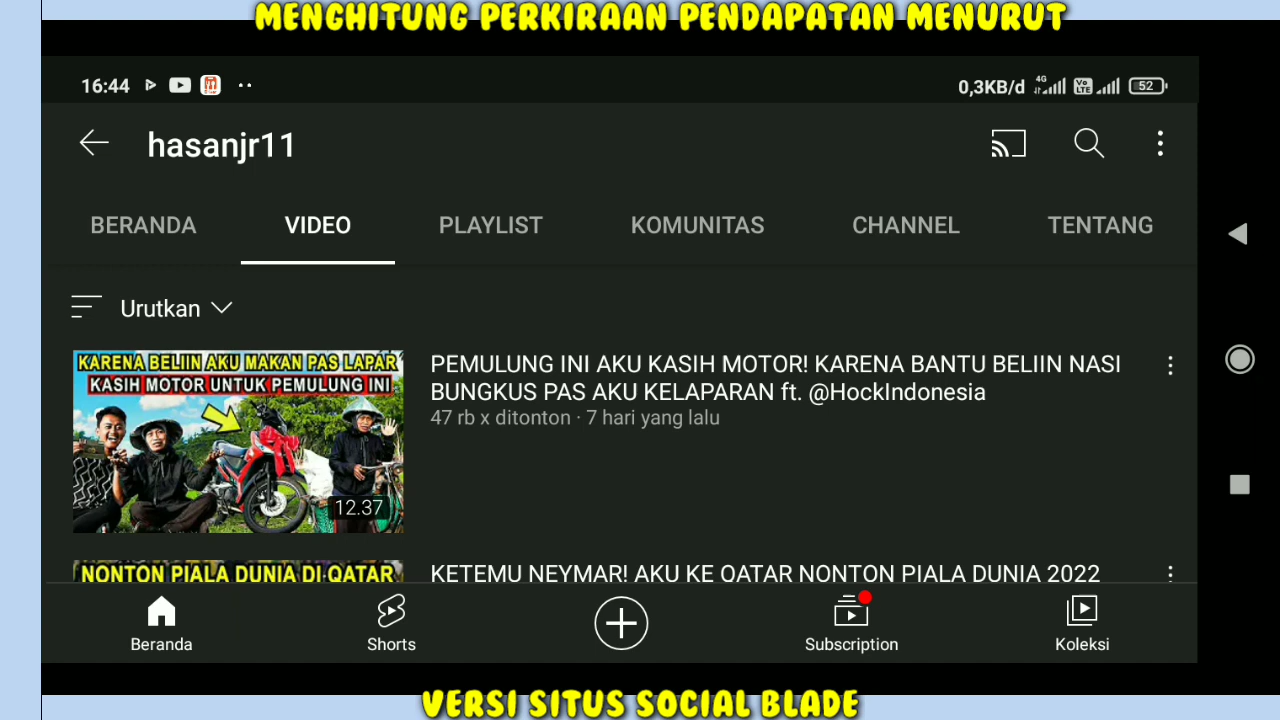 MENGHITUNG PERKIRAAN PENDAPATAN MENURUT
16:44
0,3KB/d 4G Vo LTE 52
hasanjr11
BERANDA VIDEO PLAYLIST KOMUNITAS CHANNEL TENTANG
Urutkan
KARENA BELIIN AKU MAKAN PAS LAPAR
KASIH MOTOR UNTUK PEMULUNG INI
12.37
PEMULUNG INI AKU KASIH MOTOR! KARENA BANTU BELIIN NASI
BUNGKUS PAS AKU KELAPARAN ft. @HockIndonesia
47 rb x ditonton · 7 hari yang lalu
NONTON PIALA DUNIA DI QATAR
KETEMU NEYMAR! AKU KE QATAR NONTON PIALA DUNIA 2022
Beranda Shorts Subscription Koleksi
VERSI SITUS SOCIAL BLADE